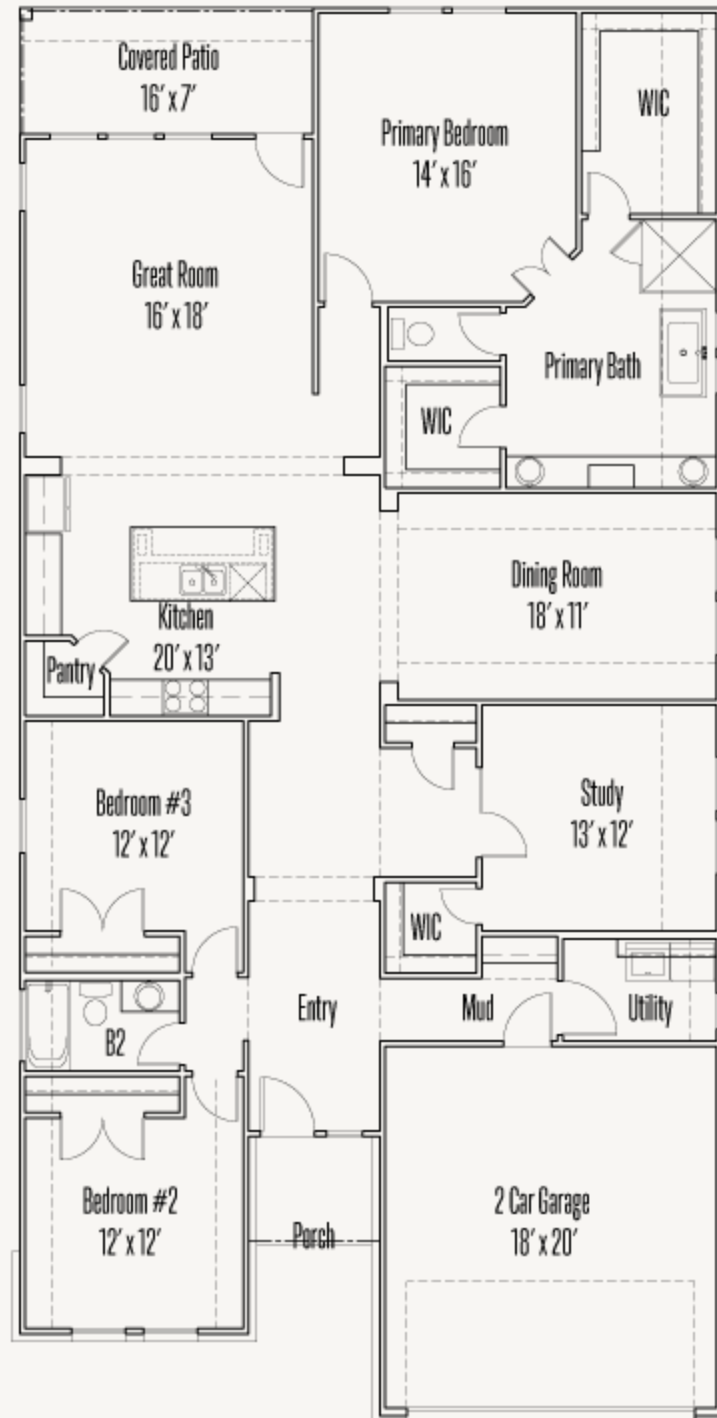 Covered Patio
16' x 7'
Primary Bedroom
14' x 16'
WIC
Great Room
16' x 18'
Primary Bath
WIC
Dining Room
18' x 11'
Kitchen
20' x 13'
Pantry
Bedroom #3
12' x 12'
Study
13' x 12'
WIC
Entry
Mud
Utility
B2
Bedroom #2
12' x 12'
Porch
2 Car Garage
18' x 20'